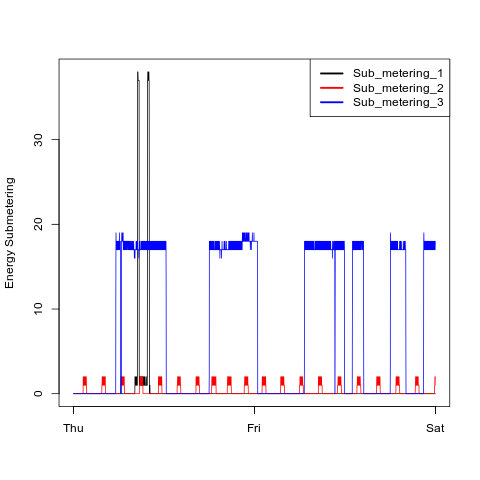 Sub_metering_1
Sub_metering_2
Sub_metering_3
Energy Submetering
30
20
10
0
Thu Fri Sat